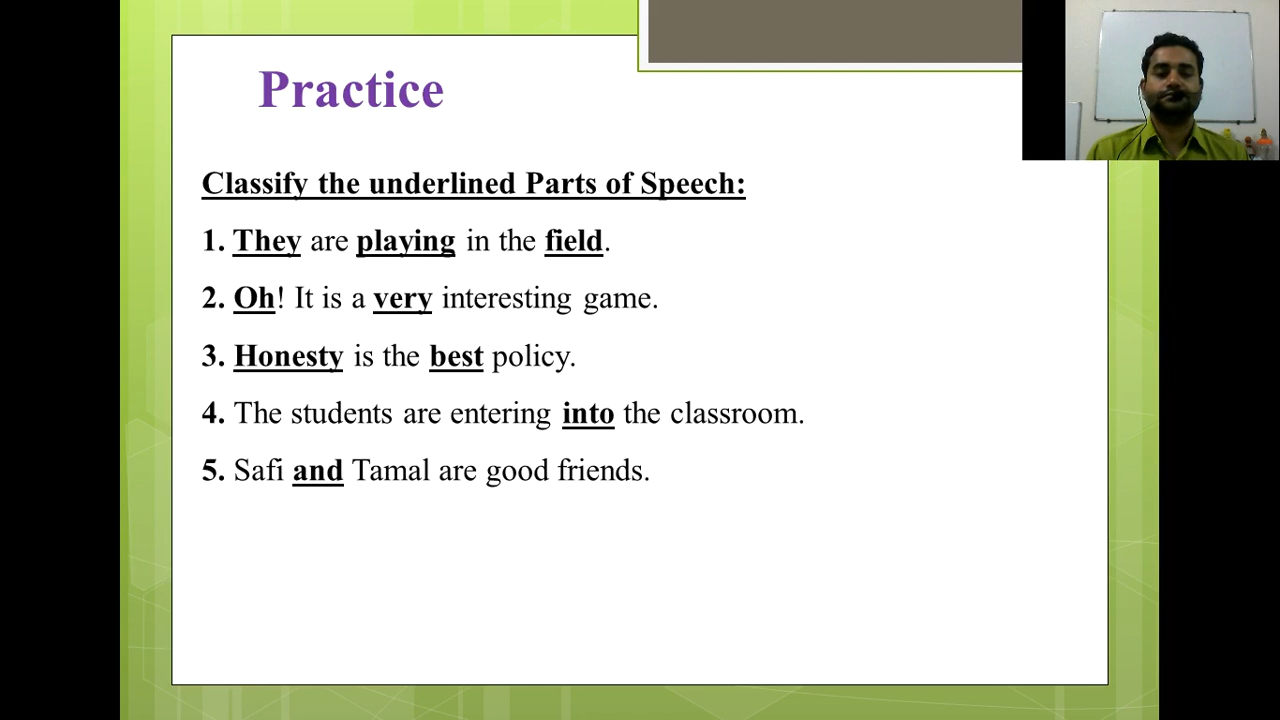 Practice
Classify the underlined Parts of Speech:
1. They are playing in the field.
2. Oh! It is a very interesting game.
3. Honesty is the best policy.
4. The students are entering into the classroom.
5. Safi and Tamal are good friends.